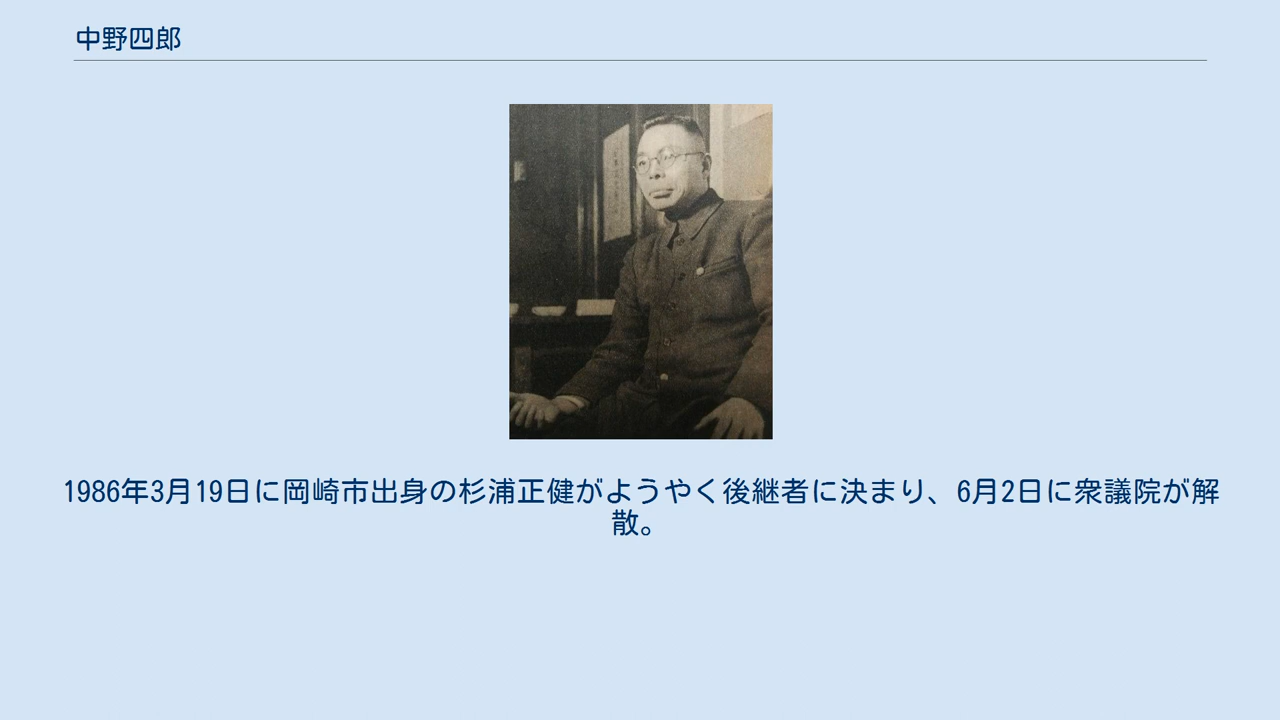 中野四郎
1986年3月19日に岡崎市出身の杉浦正健がようやく後継者に決まり、6月2日に衆議院が解
散。